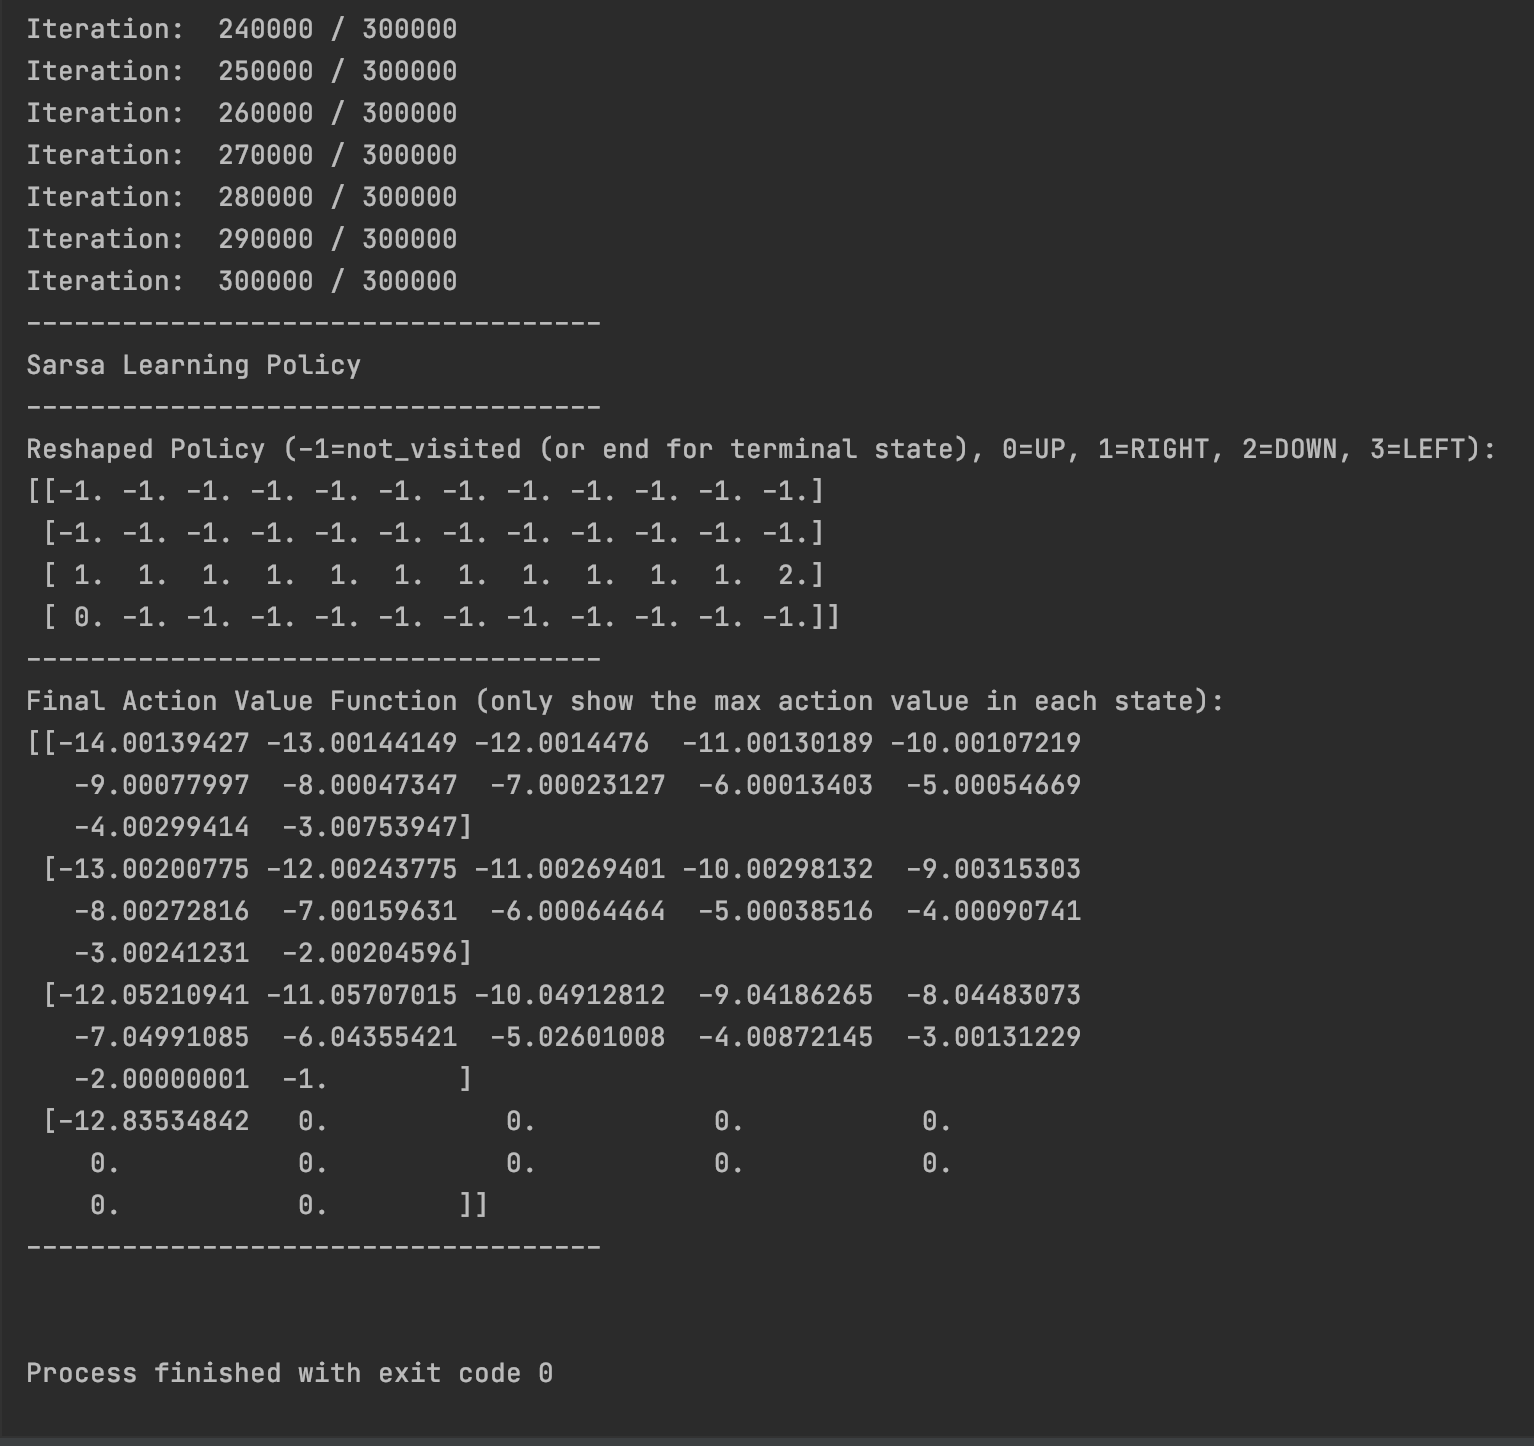 Iteration:  240000 / 300000
Iteration:  250000 / 300000
Iteration:  260000 / 300000
Iteration:  270000 / 300000
Iteration:  280000 / 300000
Iteration:  290000 / 300000
Iteration:  300000 / 300000
------------------------------------
Sarsa Learning Policy
------------------------------------
Reshaped Policy (-1=not_visited (or end for terminal state), 0=UP, 1=RIGHT, 2=DOWN, 3=LEFT):
[[-1. -1. -1. -1. -1. -1. -1. -1. -1. -1. -1. -1.]
 [-1. -1. -1. -1. -1. -1. -1. -1. -1. -1. -1. -1.]
 [ 1.  1.  1.  1.  1.  1.  1.  1.  1.  1.  1.  2.]
 [ 0. -1. -1. -1. -1. -1. -1. -1. -1. -1. -1. -1.]]
------------------------------------
Final Action Value Function (only show the max action value in each state):
[[-14.00139427 -13.00144149 -12.0014476  -11.00130189 -10.00107219
   -9.00077997  -8.00047347  -7.00023127  -6.00013403  -5.00054669
   -4.00299414  -3.00753947]
 [-13.00200775 -12.00243775 -11.00269401 -10.00298132  -9.00315303
   -8.00272816  -7.00159631  -6.00064464  -5.00038516  -4.00090741
   -3.00241231  -2.00204596]
 [-12.05210941 -11.05707015 -10.04912812  -9.04186265  -8.04483073
   -7.04991085  -6.04355421  -5.02601008  -4.00872145  -3.00131229
   -2.00000001  -1.        ]
 [-12.83534842   0.           0.           0.           0.
    0.           0.           0.           0.           0.
    0.           0.        ]]
------------------------------------
Process finished with exit code 0